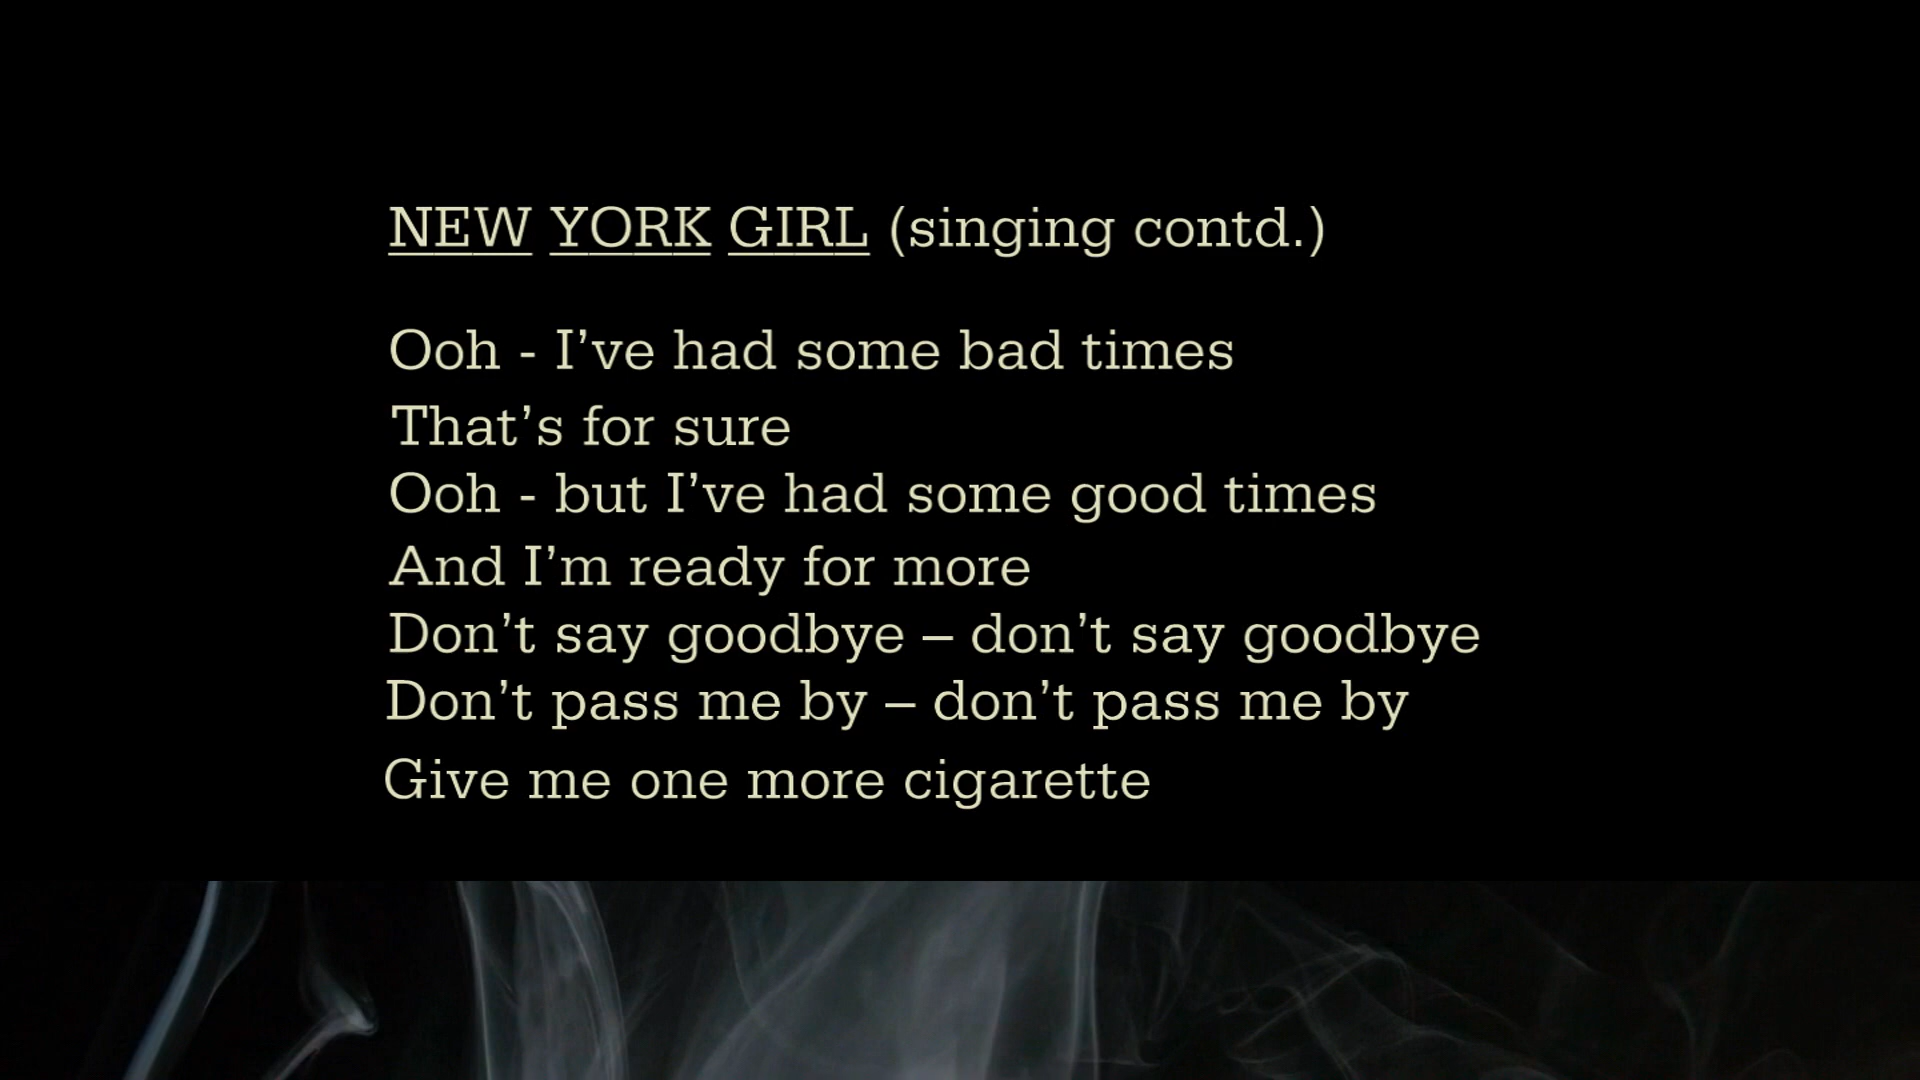 NEW YORK GIRL (singing contd.)
Ooh - I’ve had some bad times
That’s for sure
Ooh - but I’ve had some good times
And I’m ready for more
Don’t say goodbye – don’t say goodbye
Don’t pass me by – don’t pass me by
Give me one more cigarette